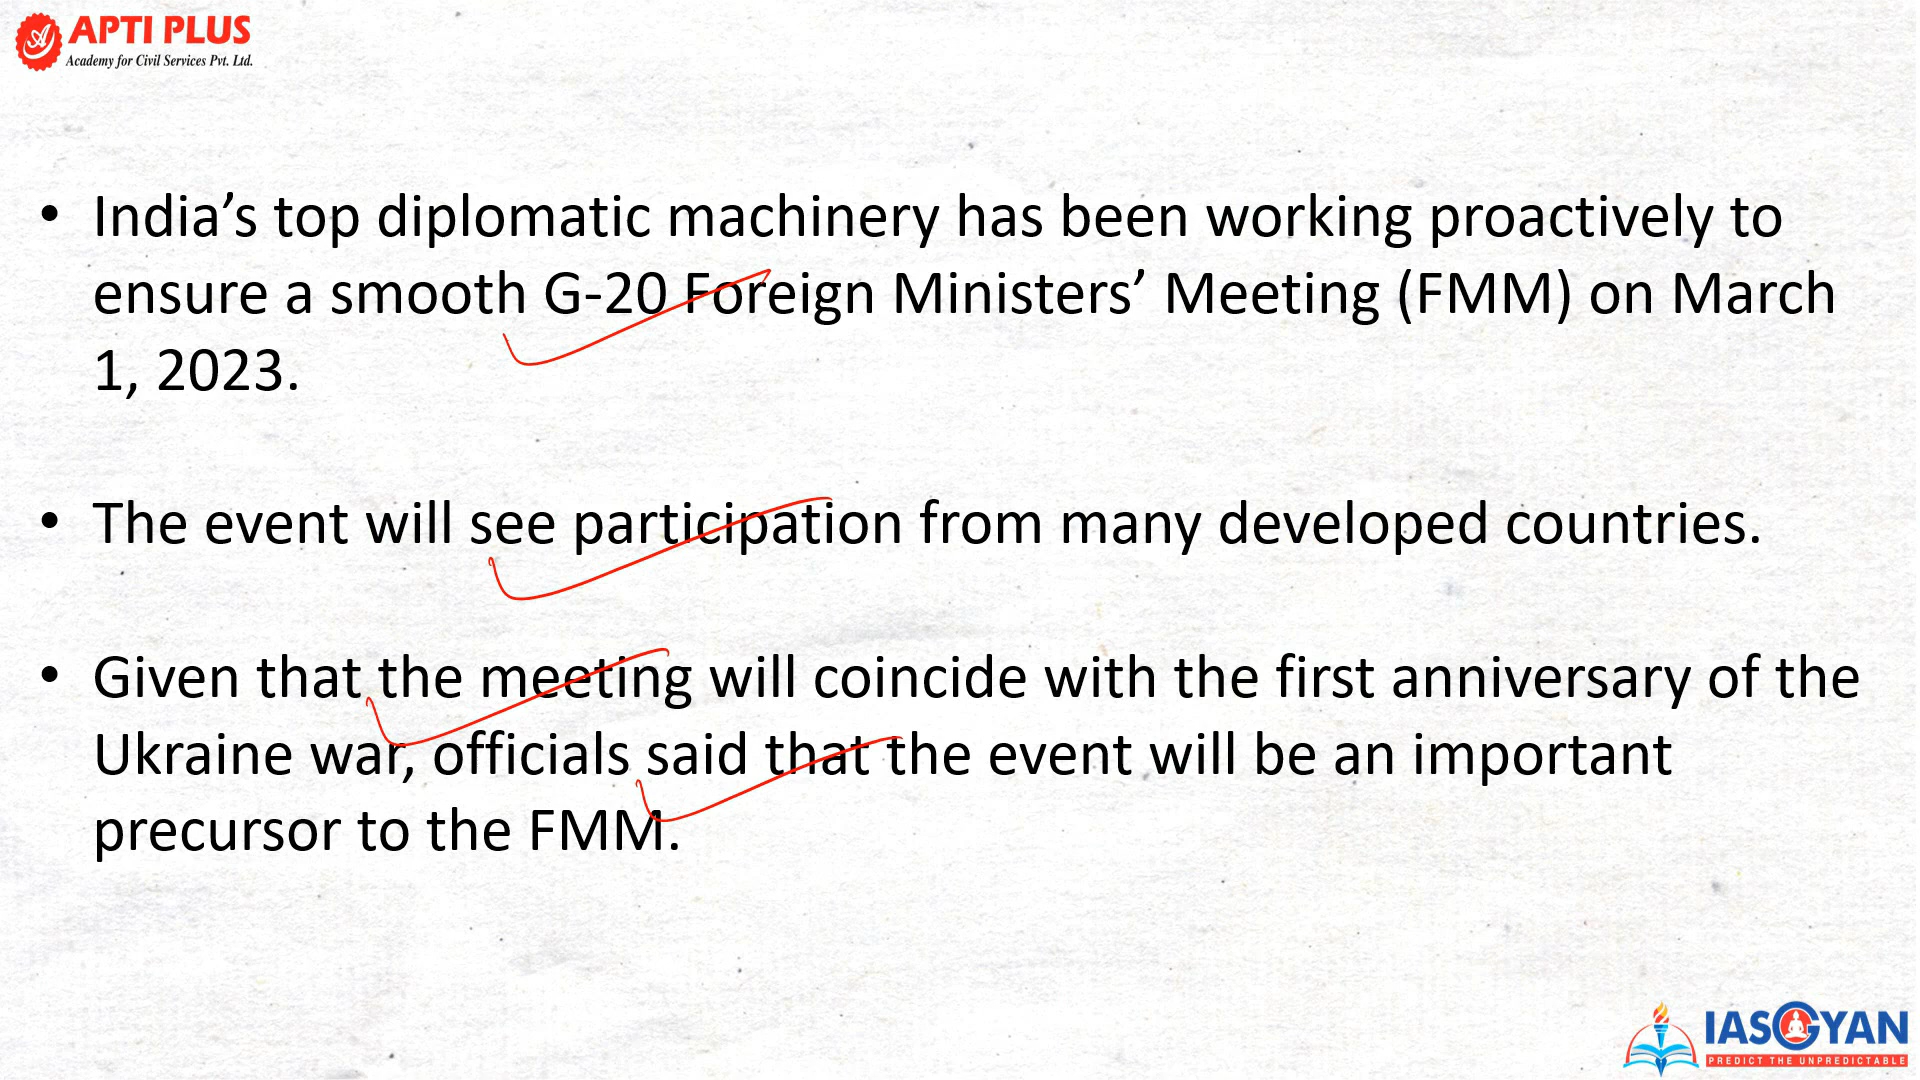 APTI PLUS
Academy for Civil Services Pvt. Ltd.
• India’s top diplomatic machinery has been working proactively to
ensure a smooth G-20 Foreign Ministers’ Meeting (FMM) on March
1, 2023.
• The event will see participation from many developed countries.
• Given that the meeting will coincide with the first anniversary of the
Ukraine war, officials said that the event will be an important
precursor to the FMM.
IASGYAN
PREDICT THE UNPREDICTABLE